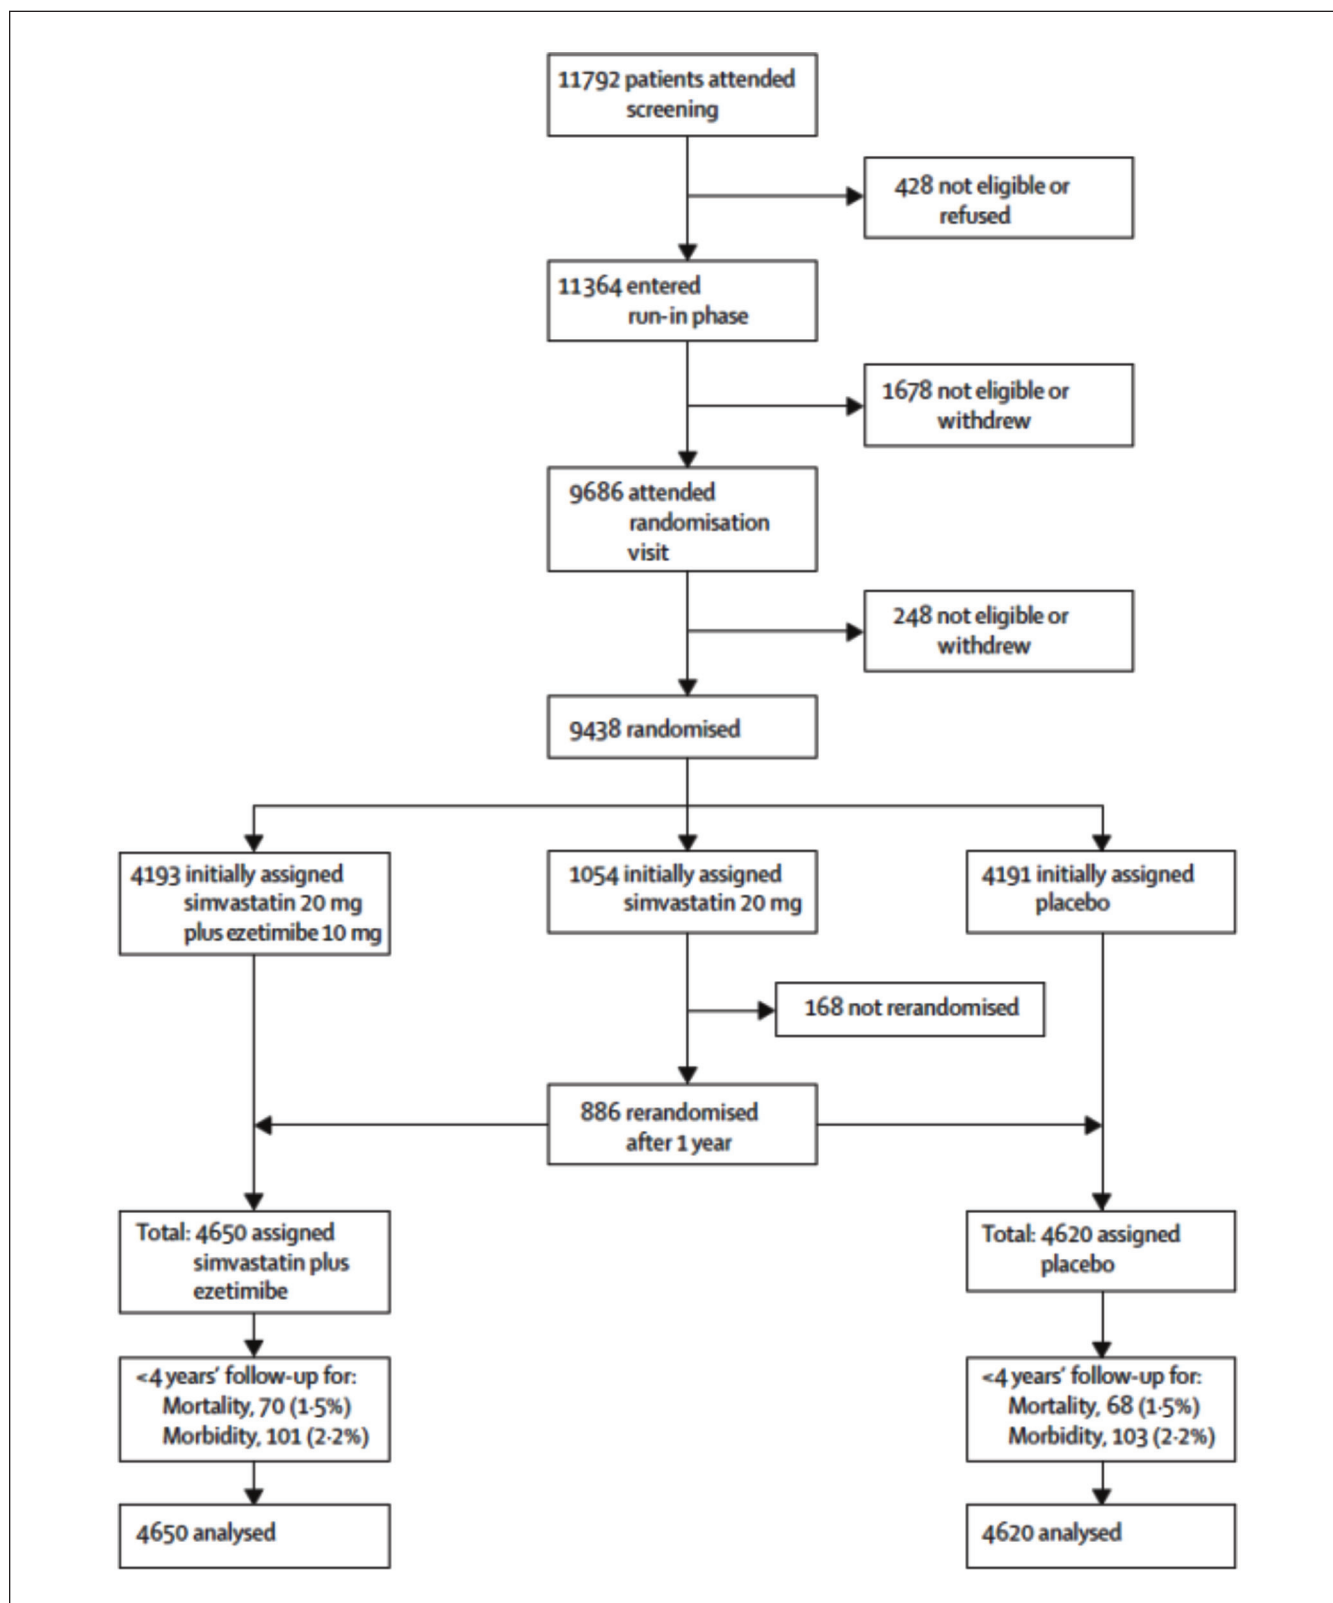 11792 patients attended
screening
428 not eligible or
refused
11364 entered
run-in phase
1678 not eligible or
withdrew
9686 attended
randomisation
visit
248 not eligible or
withdrew
9438 randomised
4193 initially assigned
simvastatin 20 mg
plus ezetimibe 10 mg
1054 initially assigned
simvastatin 20 mg
4191 initially assigned
placebo
168 not rerandomised
886 rerandomised
after 1 year
Total: 4650 assigned
simvastatin plus
ezetimibe
Total: 4620 assigned
placebo
<4 years’ follow-up for:
Mortality, 70 (1·5%)
Morbidity, 101 (2·2%)
<4 years’ follow-up for:
Mortality, 68 (1·5%)
Morbidity, 103 (2·2%)
4650 analysed
4620 analysed